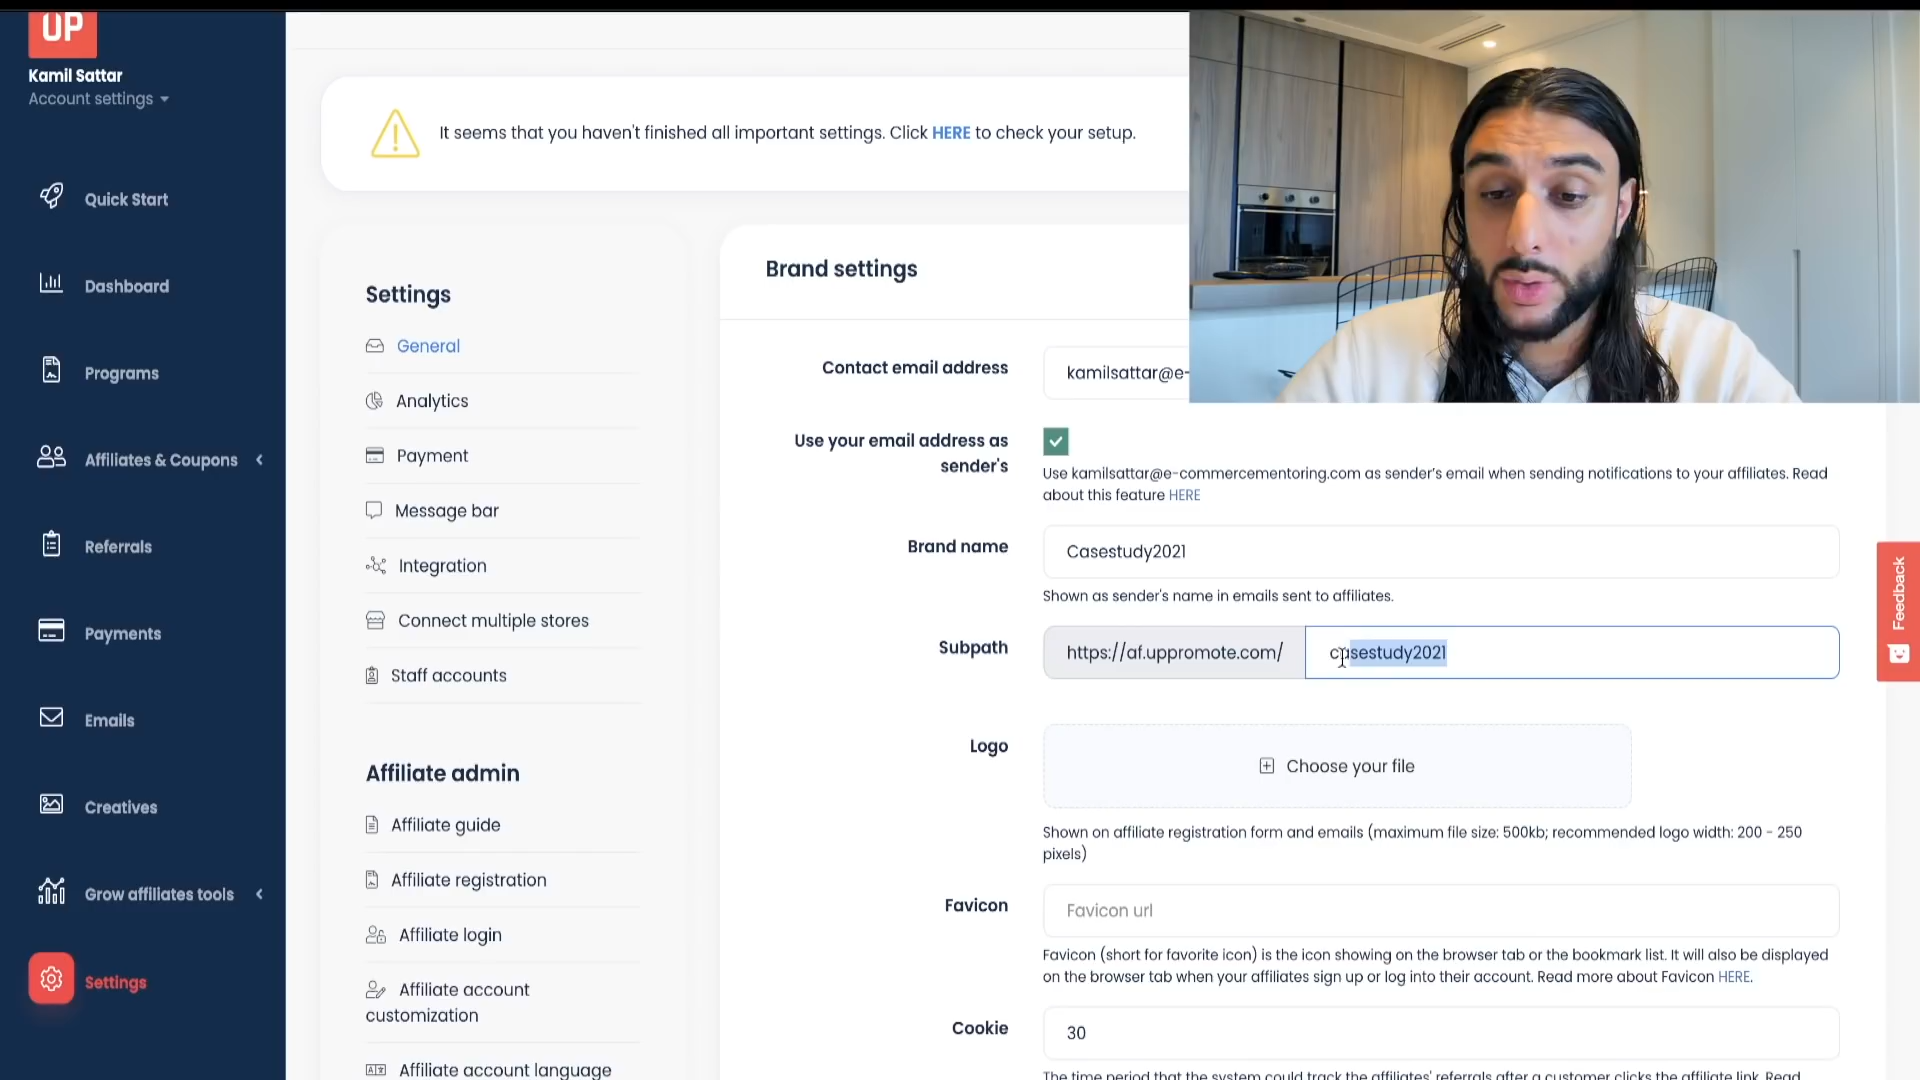 UP
Kamil Sattar
Account settings
Quick Start
Dashboard
Programs
Affiliates & Coupons
Referrals
Payments
Emails
Creatives
Grow affiliates tools
Settings
It seems that you haven't finished all important settings. Click HERE to check your setup.
Settings
General
Analytics
Payment
Message bar
Integration
Connect multiple stores
Staff accounts
Affiliate admin
Affiliate guide
Affiliate registration
Affiliate login
Affiliate account
customization
Affiliate account language
Brand settings
Contact email address
kamilsattar@e-
Use your email address as
sender's
Use kamilsattar@e-commercementoring.com as sender's email when sending notifications to your affiliates. Read
about this feature HERE
Brand name
Casestudy2021
Shown as sender's name in emails sent to affiliates.
Subpath
https://af.uppromote.com/
casestudy2021
Logo
Choose your file
Shown on affiliate registration form and emails (maximum file size: 500kb; recommended logo width: 200 - 250
pixels)
Favicon
Favicon url
Favicon (short for favorite icon) is the icon showing on the browser tab or the bookmark list. It will also be displayed
on the browser tab when your affiliates sign up or log into their account. Read more about Favicon HERE.
Cookie
30
The time period that the system could track the affiliates' referrals after a customer clicks the affiliate link. Read
Feedback